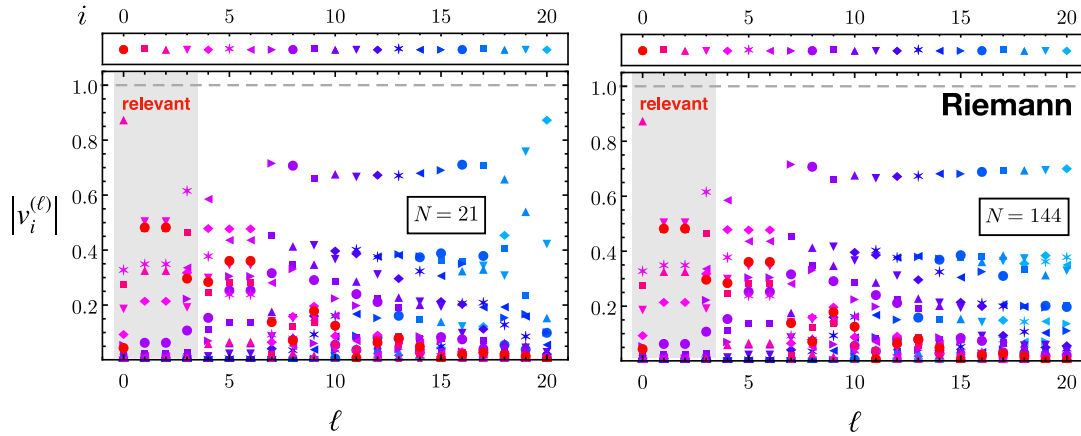 i 0 5 10 15 20
0 5 10 15 20
1.0 relevant
1.0 relevant Riemann
0.8
0.8
|v_i^{(ℓ)}|
0.6
0.6
N = 21
N = 144
0.4
0.4
0.2
0.2
0 5 10 15 20
0 5 10 15 20
ℓ
ℓ